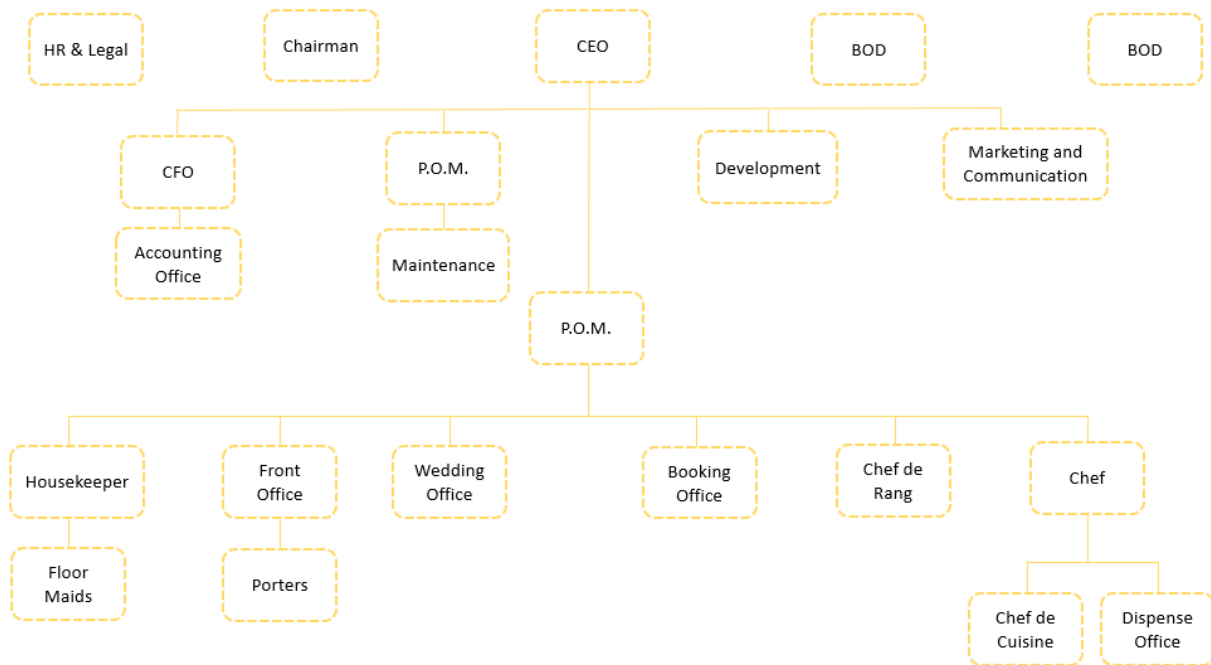 HR & Legal
Chairman
CEO
BOD
BOD
CFO
P.O.M.
Development
Marketing and
Communication
Accounting
Office
Maintenance
P.O.M.
Housekeeper
Front
Office
Wedding
Office
Booking
Office
Chef de
Rang
Chef
Floor
Maids
Porters
Chef de
Cuisine
Dispense
Office